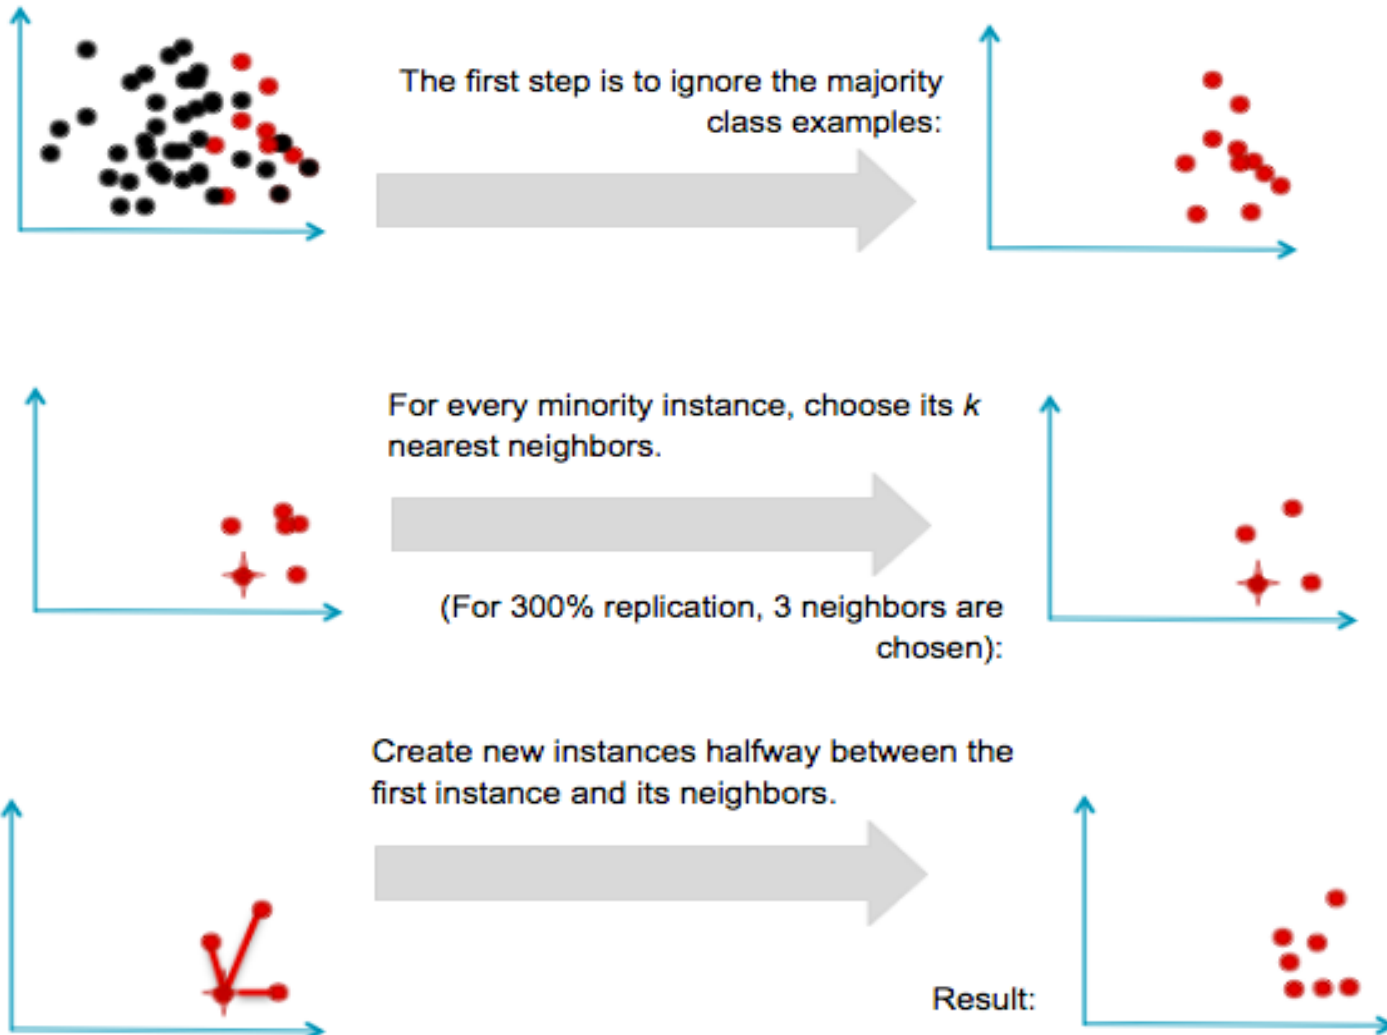 The first step is to ignore the majority
class examples:
For every minority instance, choose its k
nearest neighbors.
(For 300% replication, 3 neighbors are
chosen):
Create new instances halfway between the
first instance and its neighbors.
Result: